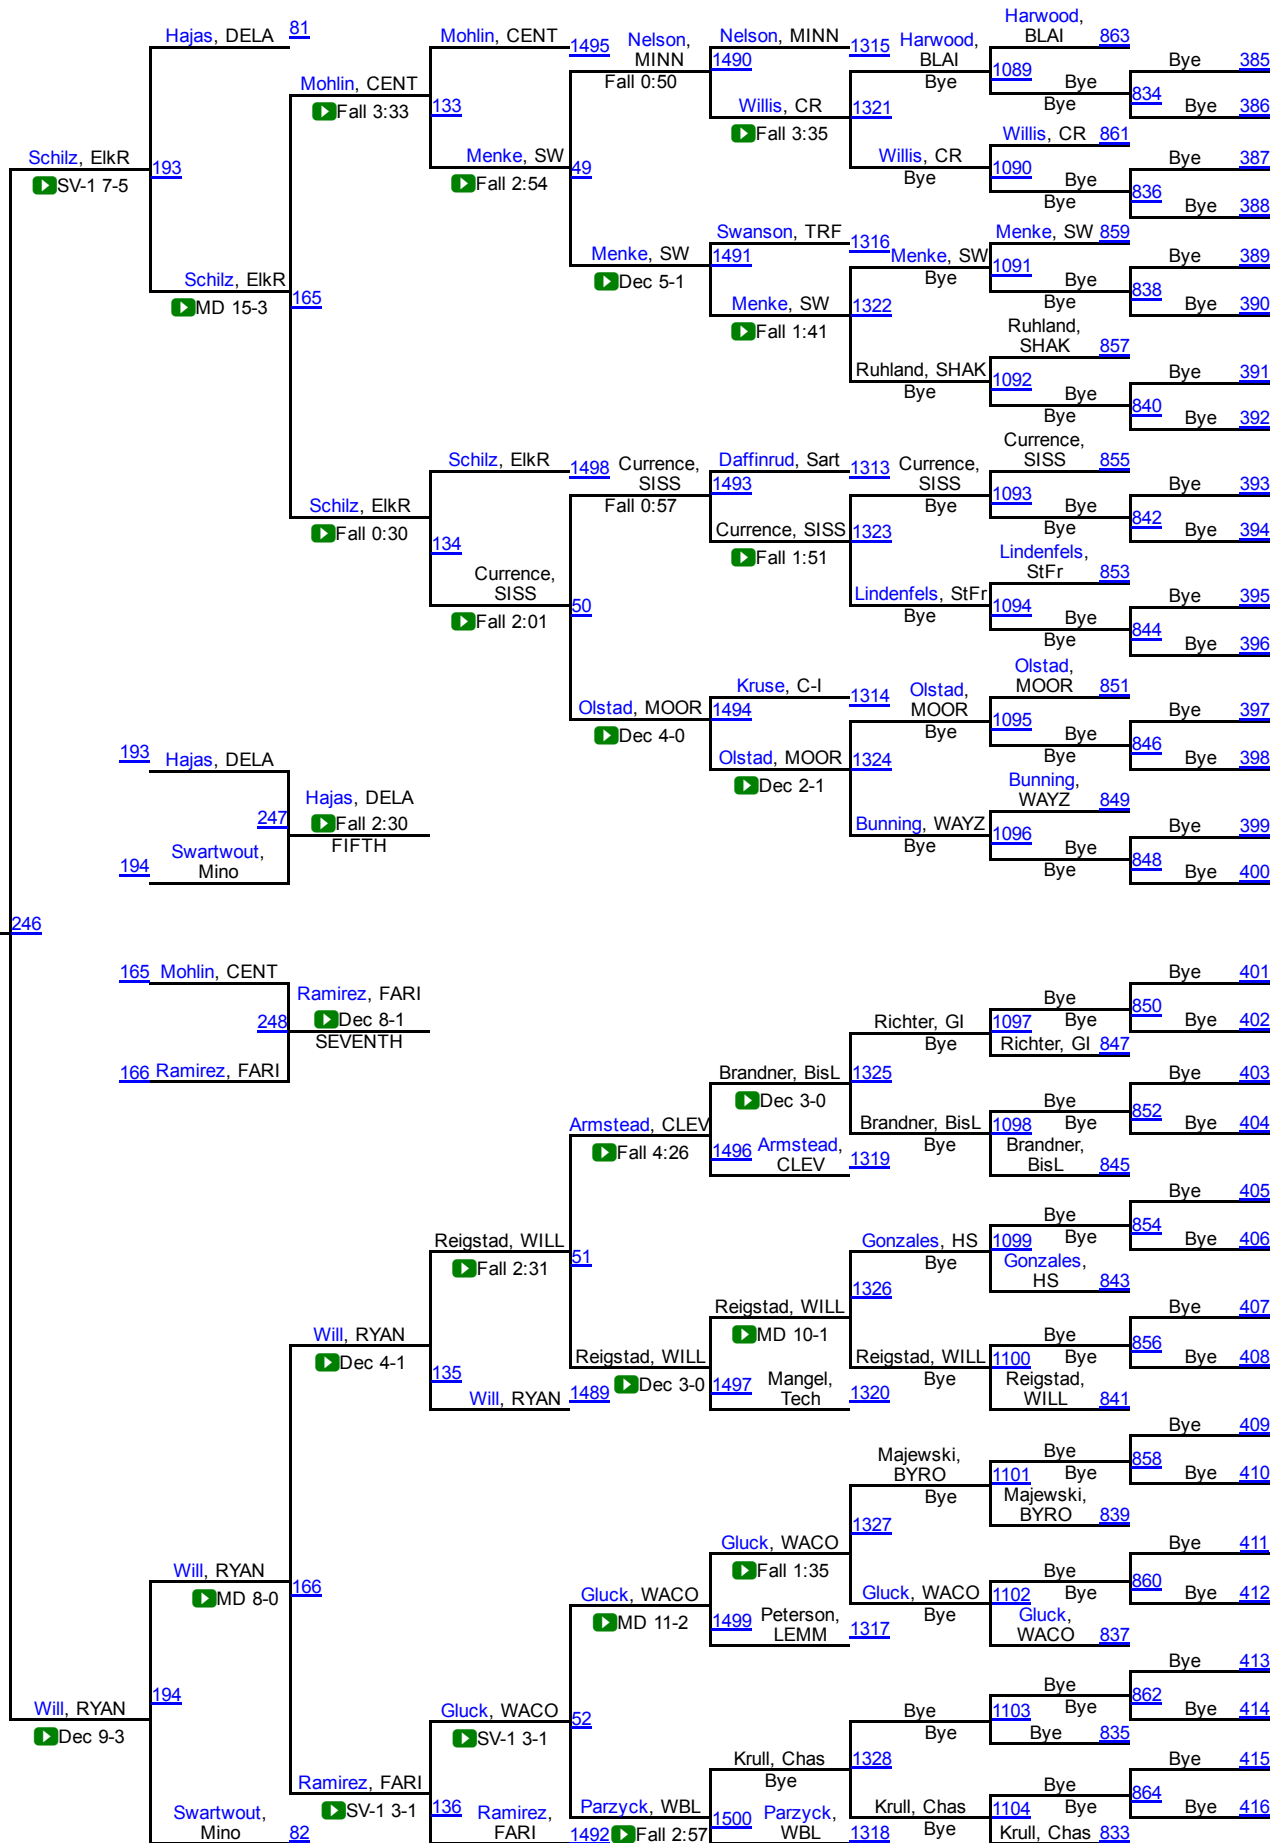 Harwood,
Hajas, DELA 81
Mohlin, CENT 1495 Nelson, Nelson, MINN 1315 Harwood, BLAI 863
MINN 1490 BLAI Bye 385
Mohlin, CENT Fall 0:50 Bye 1089 Bye
Fall 3:33 133 Willis, CR 1321 Bye 834 Bye 386
Fall 3:35 Willis, CR 861
Schilz, ElkR 193 Menke, SW 49 Willis, CR 1090 Bye 387
SV-1 7-5 Fall 2:54 Bye Bye 836
Bye Bye 388
Swanson, TRF 1316 Menke, SW 859
Menke, SW 1491 Menke, SW 1091 Bye 389
Schilz, ElkR 165 Dec 5-1 Bye Bye 838
MD 15-3 Menke, SW 1322 Bye Bye 390
Fall 1:41 Ruhland,
SHAK 857
Ruhland, SHAK 1092 Bye 391
Bye Bye 840
Bye Bye 392
Currence,
Schilz, ElkR 1498 Currence, Daffinrud, Sart 1313 Currence, SISS 855
SISS 1493 SISS 1093 Bye 393
Schilz, ElkR Fall 0:57 Bye Bye 842
Fall 0:30 134 Currence, SISS 1323 Bye Bye 394
Fall 1:51 Lindenfels,
Currence, StFr 853
SISS 50 Lindenfels, StFr 1094 Bye 395
Fall 2:01 Bye Bye 844
Bye Bye 396
Olstad,
Kruse, C-I 1314 Olstad, MOOR 851
Olstad, MOOR 1494 MOOR 1095 Bye 397
Dec 4-0 Bye Bye 846
193 Hajas, DELA Olstad, MOOR 1324 Bye Bye 398
Dec 2-1 Bunning,
Hajas, DELA WAYZ 849
247 Fall 2:30 Bunning, WAYZ 1096 Bye 399
FIFTH Bye Bye 848
194 Swartwout, Bye Bye 400
Mino
246
165 Mohlin, CENT Bye 401
Ramirez, FARI Bye 850
248 Dec 8-1 Richter, GI 1097 Bye Bye 402
SEVENTH Bye Richter, GI 847
166 Ramirez, FARI Brandner, BisL 1325 Bye 403
Dec 3-0 Bye 852
Armstead, CLEV Brandner, BisL 1098 Bye Bye 404
Fall 4:26 1496 Armstead, 1319 Bye Brandner,
CLEV BisL 845
Bye 405
Bye 854
Reigstad, WILL 51 Gonzales, HS 1099 Bye Bye 406
Fall 2:31 Bye Gonzales,
1326 HS 843
Reigstad, WILL Bye 407
Will, RYAN MD 10-1 Bye 856
Dec 4-1 135 Reigstad, WILL Reigstad, WILL 1100 Bye Bye 408
Dec 3-0 1497 Mangel, 1320 Bye Reigstad,
Will, RYAN 1489 Tech WILL 841
Bye 409
Majewski, Bye 858
BYRO 1101 Bye Bye 410
Bye Majewski,
1327 BYRO 839
Will, RYAN 166 Gluck, WACO Bye 411
MD 8-0 Fall 1:35 Bye 860
Gluck, WACO Gluck, WACO 1102 Bye Bye 412
MD 11-2 1499 Peterson, 1317 Bye Gluck,
LEMM WACO 837
Bye 413
194 Bye 862
Will, RYAN Gluck, WACO 52 Bye 1103 Bye Bye 414
Dec 9-3 SV-1 3-1 Bye Bye 835
Krull, Chas 1328 Bye 415
Ramirez, FARI Bye Bye 864
SV-1 3-1 136 Ramirez, Parzyck, WBL 1500 Parzyck, Krull, Chas 1104 Bye Bye 416
Swartwout, FARI 1492 Fall 2:57 WBL 1318 Bye Krull, Chas 833
Mino 82